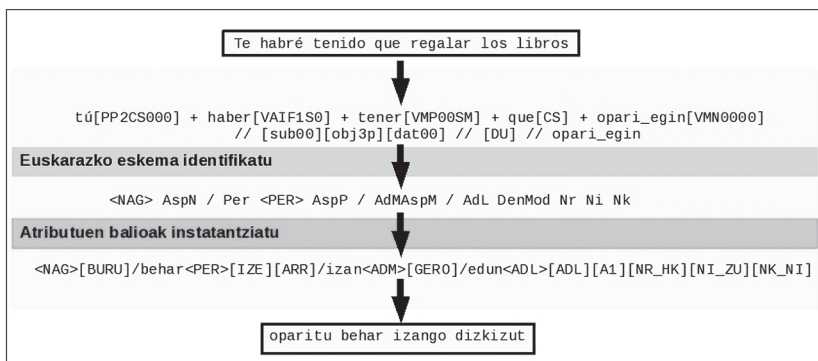 Te habré tenido que regalar los libros
tú[PP2CS000] + haber[VAIF1S0] + tener[VMP00SM] + que[CS] + opari_egin[VMN0000]
// [sub00][obj3p][dat00] // [DU] // opari_egin
Euskarazko eskema identifikatu
<NAG> AspN / Per <PER> AspP / AdMAspM / AdL DenMod Nr Ni Nk
Atributuen balioak instatantziatu
<NAG>[BURU]/behar<PER>[IZE][ARR]/izan<ADM>[GERO]/edun<ADL>[ADL][A1][NR_HK][NI_ZU][NK_NI]
oparitu behar izango dizkizut